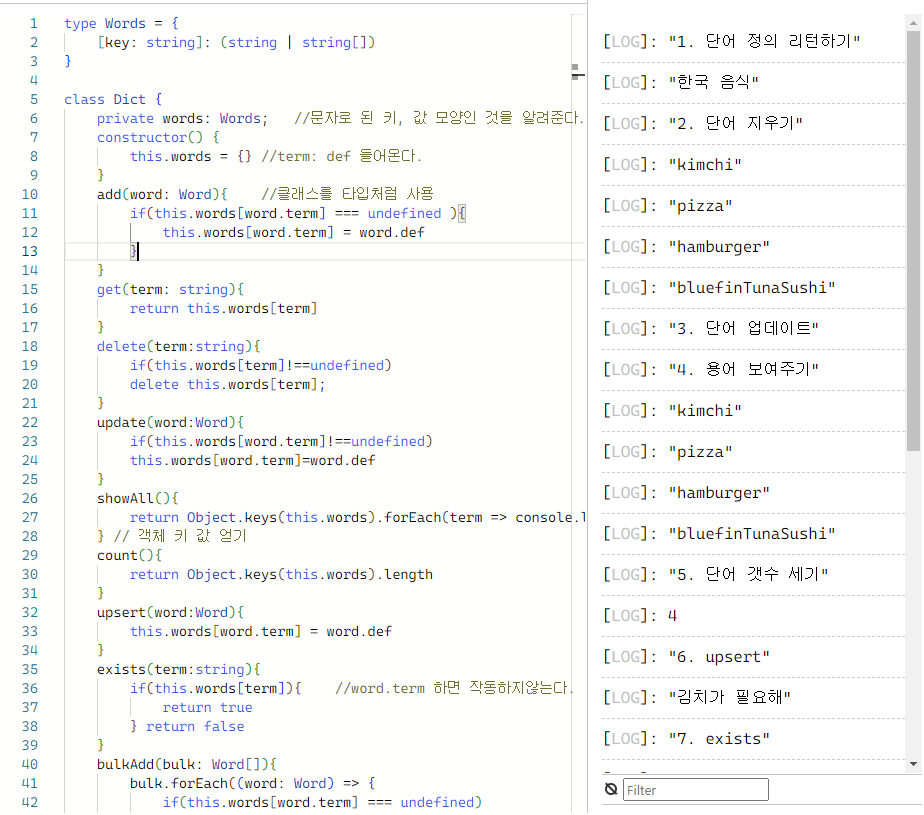 1 type Words = {
2 [key: string]: (string | string[])
3 }
4
5 class Dict {
6 private words: Words; //문자로 된 키, 값 모양인 것을 알려준다.
7 constructor() {
8 this.words = {} //term: def 들어온다.
9 }
10 add(word: Word){ //클래스를 타입처럼 사용
11 if(this.words[word.term] === undefined ){
12 this.words[word.term] = word.def
13 }
14 }
15 get(term: string){
16 return this.words[term]
17 }
18 delete(term:string){
19 if(this.words[term]!==undefined)
20 delete this.words[term];
21 }
22 update(word:Word){
23 if(this.words[word.term]!==undefined)
24 this.words[word.term]=word.def
25 }
26 showAll(){
27 return Object.keys(this.words).forEach(term => console.l
28 } // 객체 키 값 얻기
29 count(){
30 return Object.keys(this.words).length
31 }
32 upsert(word:Word){
33 this.words[word.term] = word.def
34 }
35 exists(term:string){
36 if(this.words[term]){ //word.term 하면 작동하지않는다.
37 return true
38 } return false
39 }
40 bulkAdd(bulk: Word[]){
41 bulk.forEach((word: Word) => {
42 if(this.words[word.term] === undefined)
[LOG]: "1. 단어 정의 리턴하기"
[LOG]: "한국 음식"
[LOG]: "2. 단어 지우기"
[LOG]: "kimchi"
[LOG]: "pizza"
[LOG]: "hamburger"
[LOG]: "bluefinTunaSushi"
[LOG]: "3. 단어 업데이트"
[LOG]: "4. 용어 보여주기"
[LOG]: "kimchi"
[LOG]: "pizza"
[LOG]: "hamburger"
[LOG]: "bluefinTunaSushi"
[LOG]: "5. 단어 갯수 세기"
[LOG]: 4
[LOG]: "6. upsert"
[LOG]: "김치가 필요해"
[LOG]: "7. exists"
Filter